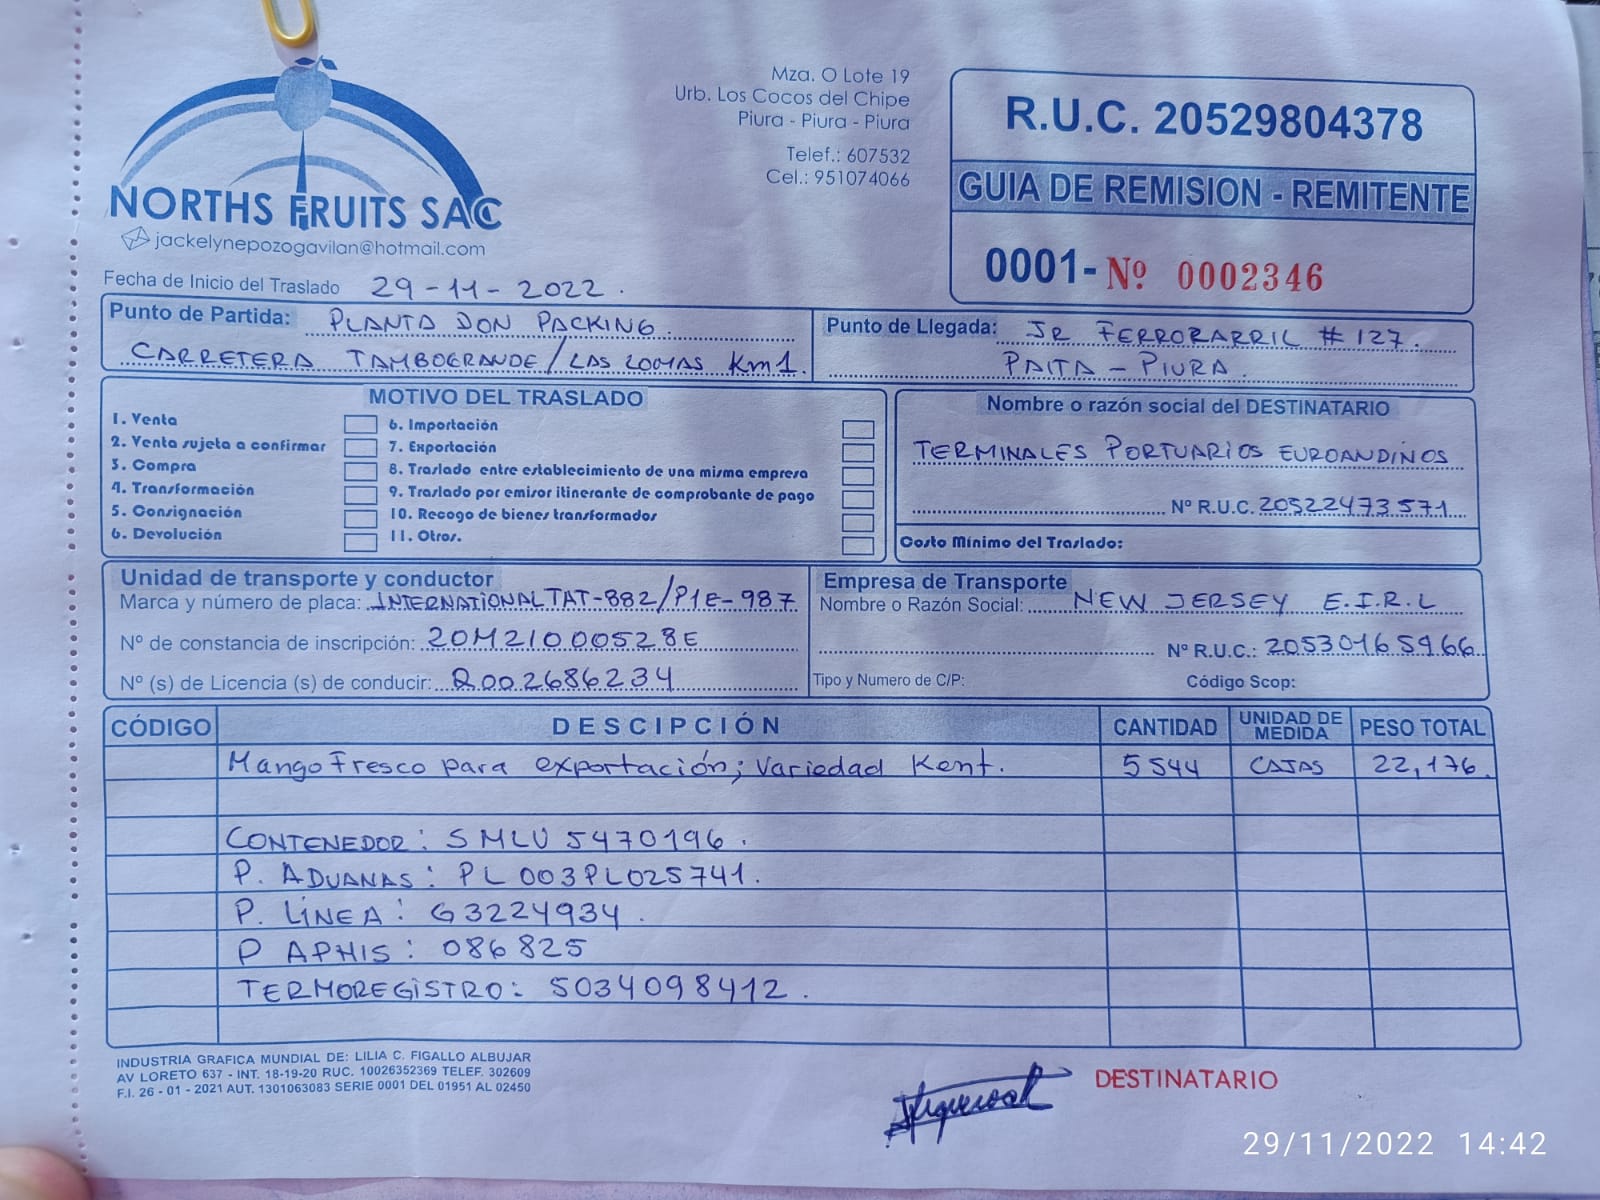 Mza. O Lote 19
Urb. Los Cocos del Chipe
Piura - Piura - Piura
Telef.: 607532
Cel.: 951074066
NORTHS FRUITS SAC
jackelynepozogavilan@hotmail.com
R.U.C. 20529804378
GUIA DE REMISION - REMITENTE
0001- Nº 0002346
Fecha de Inicio del Traslado 29-11-2022.
Punto de Partida: PLANTA DON PACKING.
CARRETERA TAMBOGRANDE/LAS LOMAS Km1.
Punto de Llegada: JR FERRORARRIL # 127.
PAITA - PIURA.
MOTIVO DEL TRASLADO
1. Venta
2. Venta sujeta a confirmar
3. Compra
4. Transformación
5. Consignación
6. Devolución
6. Importación
7. Exportación
8. Traslado entre establecimiento de una misma empresa
9. Traslado por emisor itinerante de comprobante de pago
10. Recogo de bienes transformados
11. Otros.
Nombre o razón social del DESTINATARIO
TERMINALES PORTUARIOS EUROANDINOS
Nº R.U.C. 20522473571
Costo Mínimo del Traslado:
Unidad de transporte y conductor
Marca y número de placa: INTERNATIONAL TAT-882/P1E-987
Nº de constancia de inscripción: 20M21000528E
Nº (s) de Licencia (s) de conducir: Q002686234
Empresa de Transporte
Nombre o Razón Social: NEW JERSEY E.I.R.L
Nº R.U.C.: 20530165966
Tipo y Numero de C/P:
Código Scop:
CÓDIGO DESCIPCIÓN CANTIDAD UNIDAD DE MEDIDA PESO TOTAL
Mango Fresco para exportación; Variedad Kent. 5544 CAJAS 22,176.
CONTENEDOR: SMLU 5470196.
P. ADUANAS: PL003PL025741.
P. LÍNEA: G3224934.
P APHIS: 086825
TERMOREGISTRO: 5034098412.
INDUSTRIA GRAFICA MUNDIAL DE: LILIA C. FIGALLO ALBUJAR
AV LORETO 637 - INT. 18-19-20 RUC. 10026352369 TELEF. 302609
F.I. 26 - 01 - 2021 AUT. 1301063083 SERIE 0001 DEL 01951 AL 02450
DESTINATARIO
29/11/2022 14:42